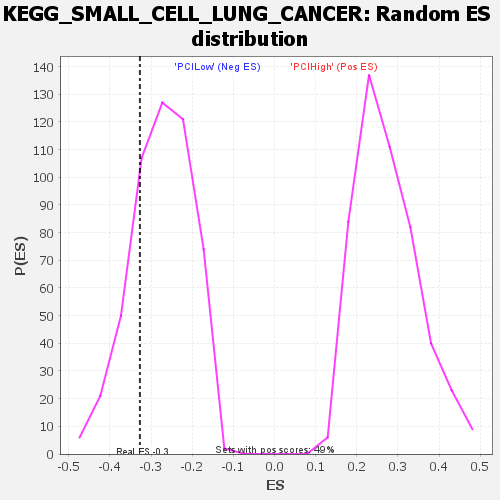 KEGG_SMALL_CELL_LUNG_CANCER: Random ES
distribution
'PCILow' (Neg ES) 'PCIHigh' (Pos ES)
140
130
120
110
100
90
80
70
60
50
40
30
20
10
0
P(ES)
Real ES -0.3
Sets with pos scores: 49%
-0.5 -0.4 -0.3 -0.2 -0.1 0.0 0.1 0.2 0.3 0.4 0.5
ES